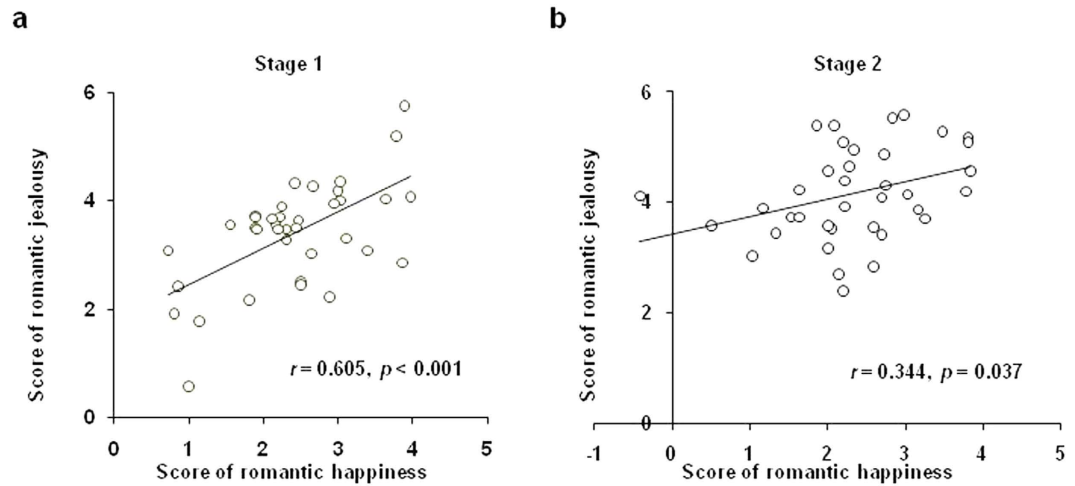 a
Stage 1
Score of romantic jealousy
6
4
2
0
r = 0.605, p < 0.001
0 1 2 3 4 5
Score of romantic happiness
b
Stage 2
Score of romantic jealousy
6
4
2
0
r = 0.344, p = 0.037
-1 0 1 2 3 4 5
Score of romantic happiness